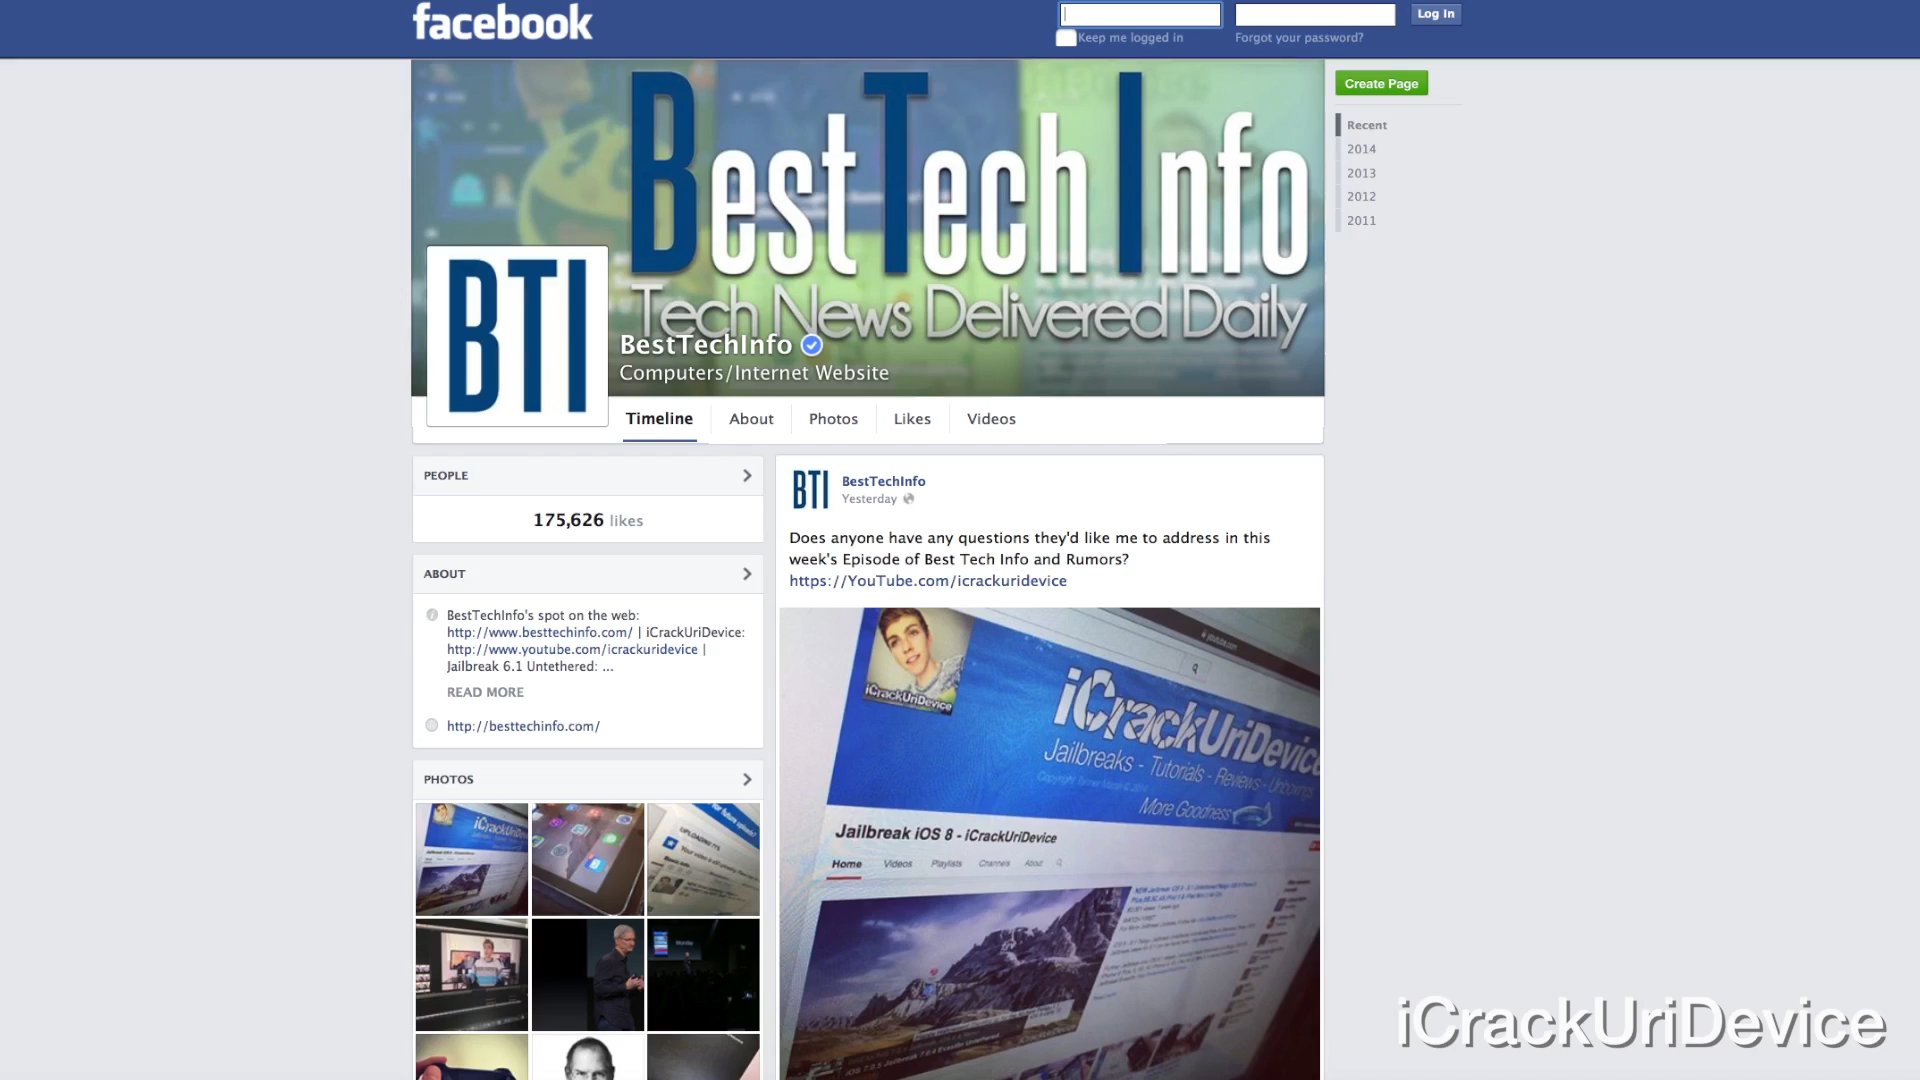 facebook
Log In
Keep me logged in
Forgot your password?
Create Page
Recent
2014
2013
2012
2011
BestTechInfo
Tech News Delivered Daily
BTI
BestTechInfo
Computers/Internet Website
Timeline
About
Photos
Likes
Videos
PEOPLE
175,626 likes
ABOUT
BestTechInfo's spot on the web:
http://www.besttechinfo.com/ | iCrackUriDevice:
http://www.youtube.com/icrackuridevice |
Jailbreak 6.1 Untethered: ...
READ MORE
http://besttechinfo.com/
PHOTOS
BTI
BestTechInfo
Yesterday
Does anyone have any questions they'd like me to address in this
week's Episode of Best Tech Info and Rumors?
https://YouTube.com/icrackuridevice
youtube.com
iCrackUriDevice
iCrackUriDevice
Jailbreaks - Tutorials - Reviews - Unboxings
More Goodness
Jailbreak iOS 8 - iCrackUriDevice
Home
Videos
Playlists
Channels
About
iCrackUriDevice